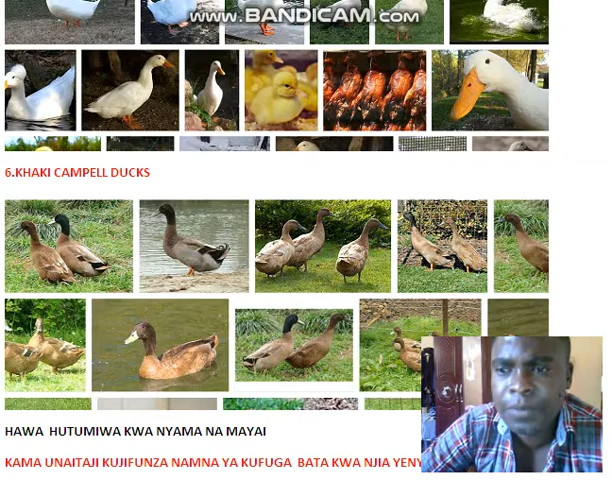 www.BANDICAM.com
6.KHAKI CAMPELL DUCKS
HAWA HUTUMIWA KWA NYAMA NA MAYAI
KAMA UNAITAJI KUJIFUNZA NAMNA YA KUFUGA BATA KWA NJIA